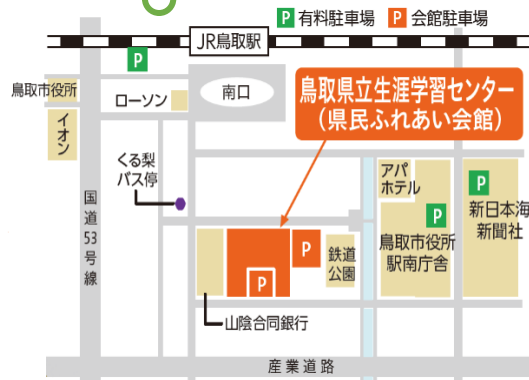 P 有料駐車場 P 会館駐車場
JR鳥取駅
P
鳥取市役所
ローソン
南口
鳥取県立生涯学習センター
（県民ふれあい会館）
イオン
くる梨
バス停
アパ
ホテル
P
P
新日本海
新聞社
国道53号線
鳥取市役所
駅南庁舎
P
P
鉄道
公園
山陰合同銀行
産業道路